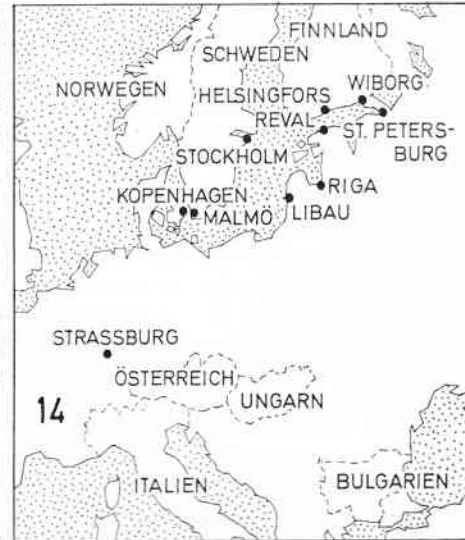 FINNLAND
SCHWEDEN
NORWEGEN
WIBORG
HELSINGFORS
REVAL
ST. PETERS-
BURG
STOCKHOLM
RIGA
KOPENHAGEN
MALMÖ
LIBAU
STRASSBURG
ÖSTERREICH
UNGARN
14
ITALIEN
BULGARIEN